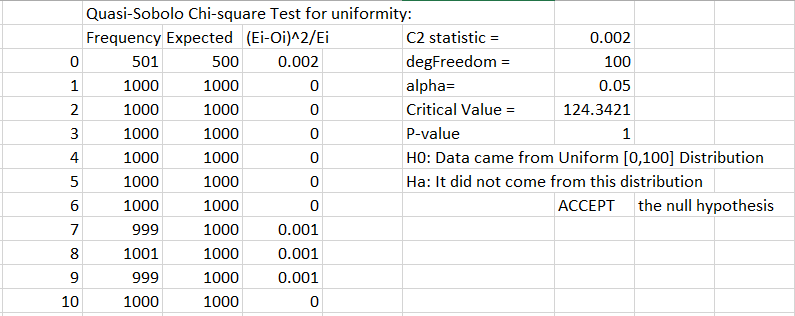 Quasi-Sobolo Chi-square Test for uniformity:
Frequency Expected (Ei-Oi)^2/Ei C2 statistic = 0.002
0 501 500 0.002 degFreedom = 100
1 1000 1000 0 alpha= 0.05
2 1000 1000 0 Critical Value = 124.3421
3 1000 1000 0 P-value 1
4 1000 1000 0 H0: Data came from Uniform [0,100] Distribution
5 1000 1000 0 Ha: It did not come from this distribution
6 1000 1000 0 ACCEPT the null hypothesis
7 999 1000 0.001
8 1001 1000 0.001
9 999 1000 0.001
10 1000 1000 0